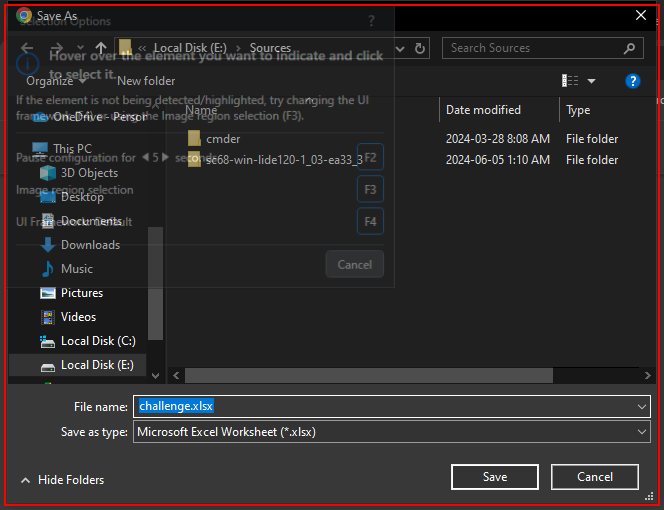 Save As
Selection Options
?
Local Disk (E:)
Sources
Search Sources
Hover over the element you want to indicate and click
to select it.
Organize
New folder
?
If the element is not being detected/highlighted, try changing the UI
framework (F4) or using the Image region selection (F3).
Name
Date modified
Type
OneDrive - Person
cmder
2024-03-28 8:08 AM
File folder
This PC
Pause configuration for
5
seconds
F2
sc68-win-lide120-1_03-ea33_3
2024-06-05 1:10 AM
File folder
3D Objects
Image region selection
F3
Desktop
UI Framework: Default
F4
Documents
Downloads
Music
Cancel
Pictures
Videos
Local Disk (C:)
Local Disk (E:)
File name:
challenge.xlsx
Save as type:
Microsoft Excel Worksheet (*.xlsx)
Hide Folders
Save
Cancel